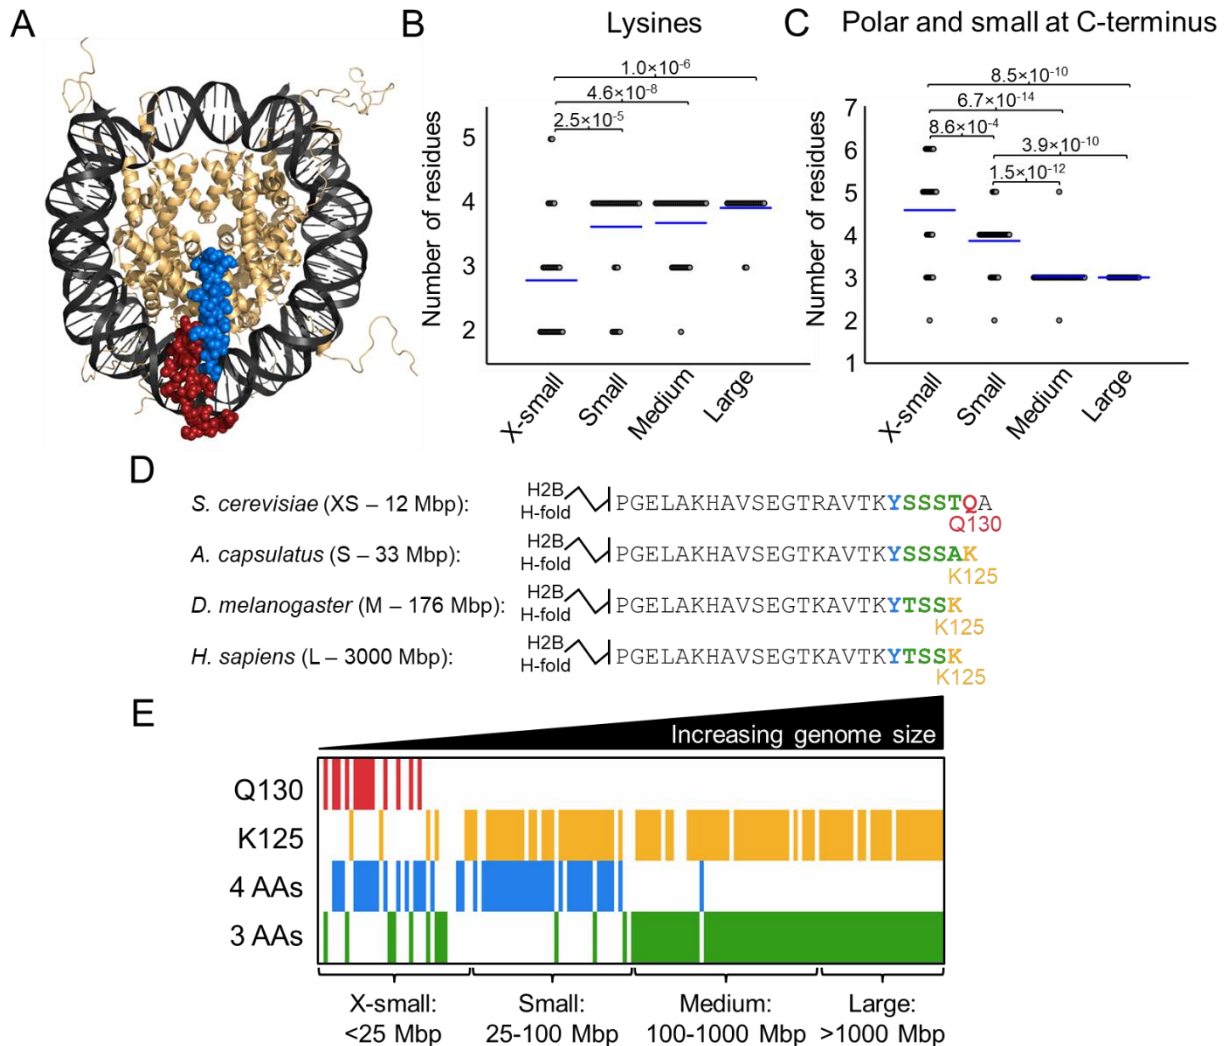 A
B
Lysines
C
Polar and small at C-terminus
1.0×10⁻⁶
4.6×10⁻⁸
2.5×10⁻⁵
Number of residues
5
4
3
2
X-small
Small
Medium
Large
8.5×10⁻¹⁰
6.7×10⁻¹⁴
8.6×10⁻⁴
3.9×10⁻¹⁰
1.5×10⁻¹²
Number of residues
7
6
5
4
3
2
1
X-small
Small
Medium
Large
D
S. cerevisiae (XS – 12 Mbp): H2B H-fold PGELAKHAVSEGTRAVTKYSSSTQA
Q130
A. capsulatus (S – 33 Mbp): H2B H-fold PGELAKHAVSEGTKAVTKYSSSAK
K125
D. melanogaster (M – 176 Mbp): H2B H-fold PGELAKHAVSEGTKAVTKYTSSK
K125
H. sapiens (L – 3000 Mbp): H2B H-fold PGELAKHAVSEGTKAVTKYTSSK
K125
E
Increasing genome size
Q130
K125
4 AAs
3 AAs
X-small: Small: Medium: Large:
<25 Mbp 25-100 Mbp 100-1000 Mbp >1000 Mbp